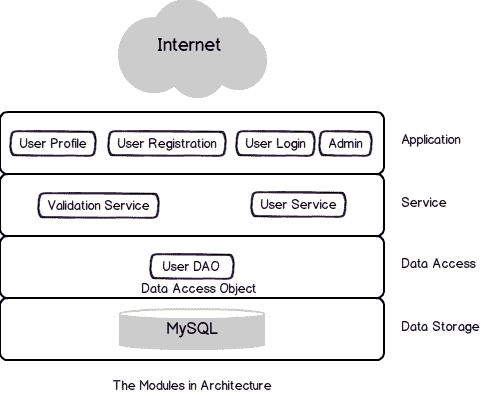 Internet
User Profile
User Registration
User Login
Admin
Application
Validation Service
User Service
Service
User DAO
Data Access Object
Data Access
MySQL
Data Storage
The Modules in Architecture